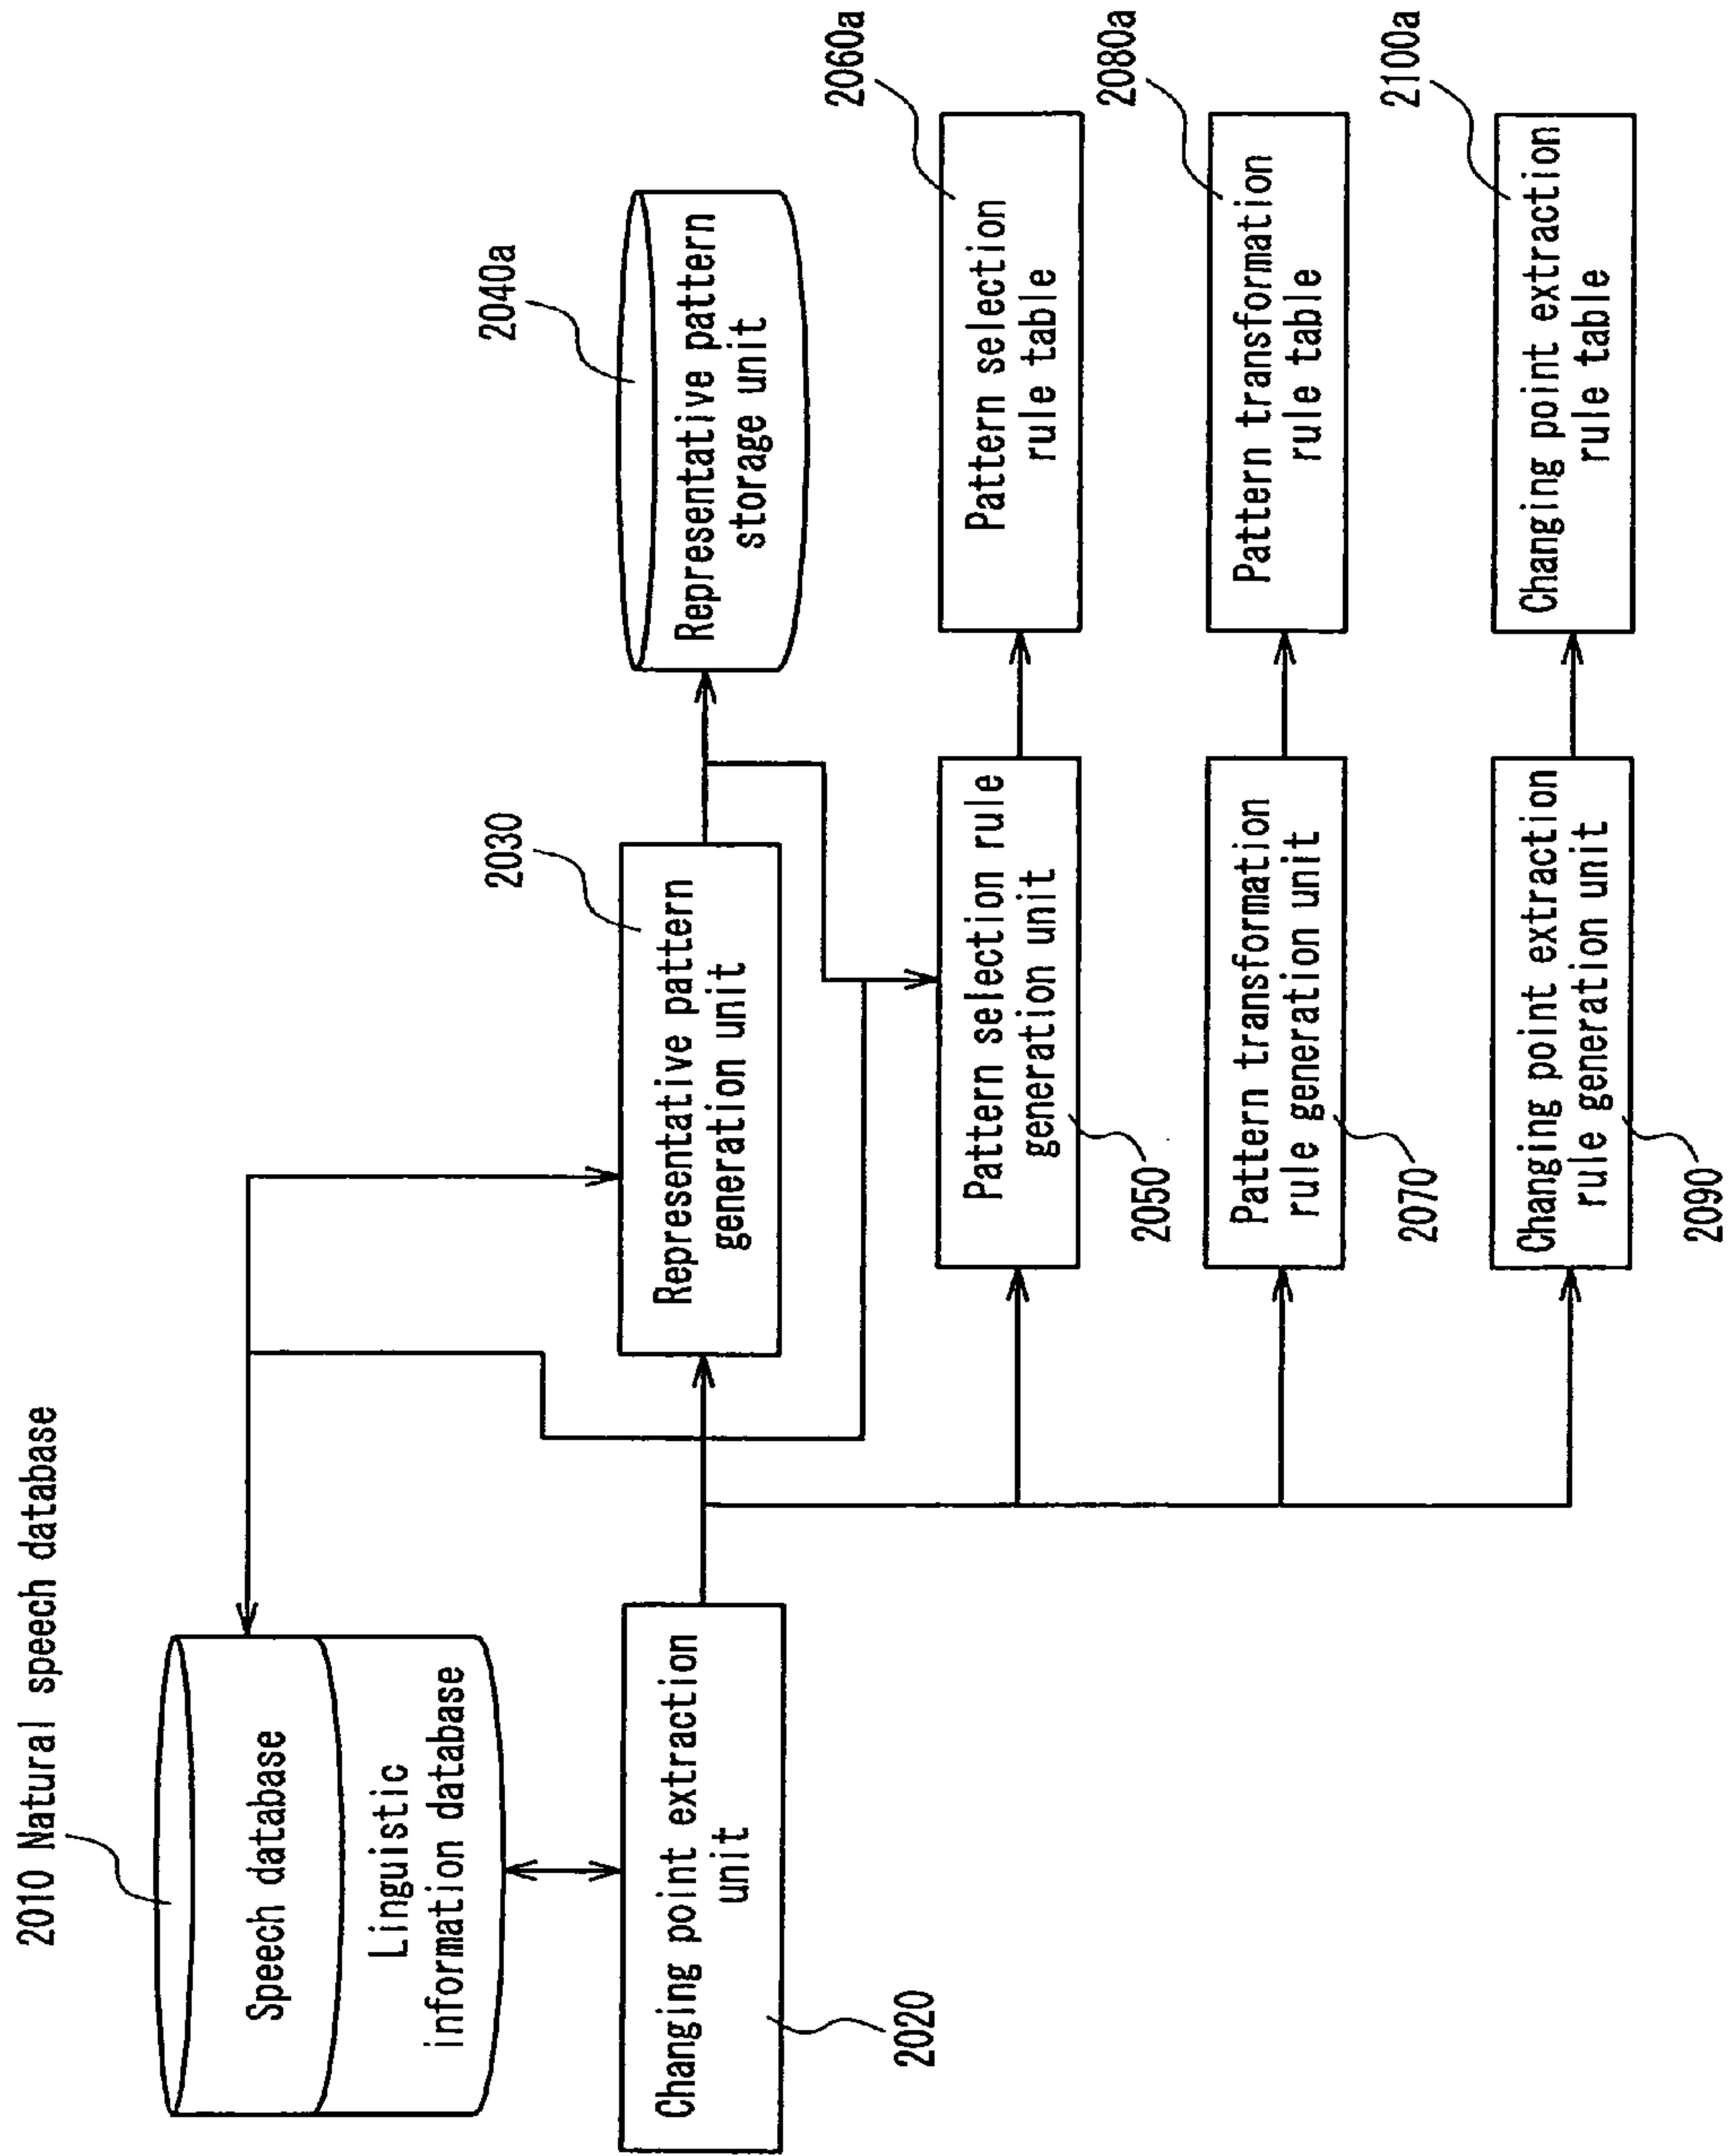 2010 Natural speech database
Speech database
Linguistic
information database
Changing point extraction
unit
2020
2030
Representative pattern
generation unit
2040a
Representative pattern
storage unit
Pattern selection rule
generation unit
2050
2060a
Pattern selection
rule table
Pattern transformation
rule generation unit
2070
2080a
Pattern transformation
rule table
Changing point extraction
rule generation unit
2090
2100a
Changing point extraction
rule table